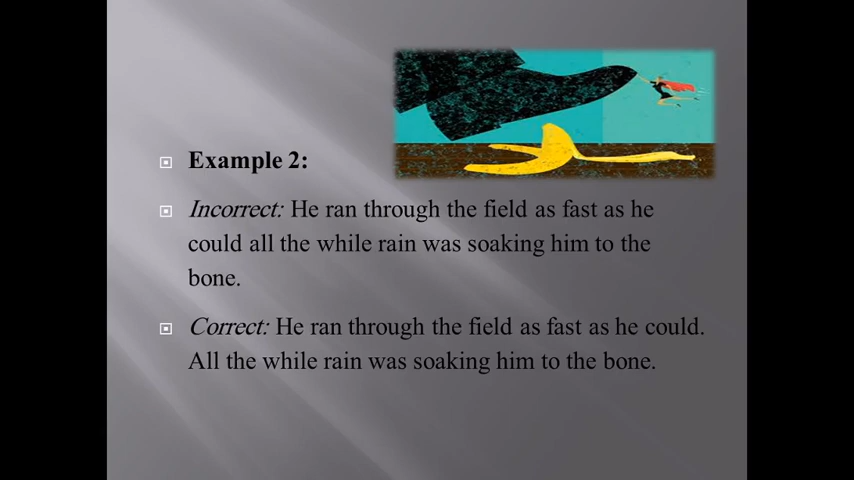 Example 2:
Incorrect: He ran through the field as fast as he
could all the while rain was soaking him to the
bone.
Correct: He ran through the field as fast as he could.
All the while rain was soaking him to the bone.